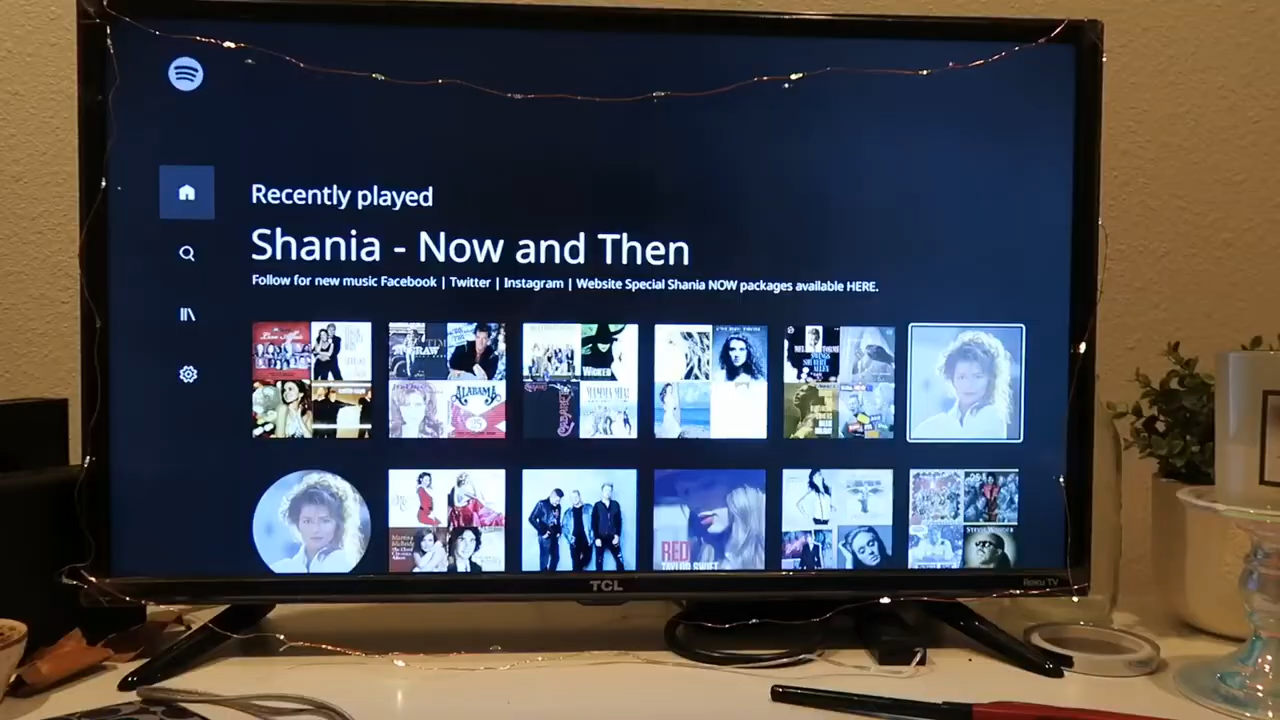 Recently played
Shania - Now and Then
Follow for new music Facebook | Twitter | Instagram | Website Special Shania NOW packages available HERE.
McGRAW
ALABAMA
WICKED
MAMMA MIA!
RED
TAYLOR SWIFT
STEVIE WONDER
TCL
Roku TV